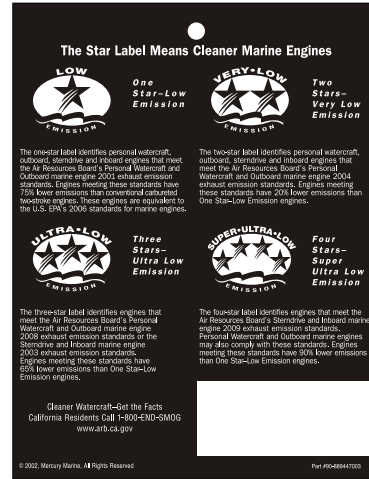 The Star Label Means Cleaner Marine Engines
LOW
EMISSION
One
Star–Low
Emission
The one-star label identifies personal watercraft,
outboard, sterndrive and inboard engines that meet
the Air Resources Board's Personal Watercraft and
Outboard marine engine 2001 exhaust emission
standards. Engines meeting these standards have
75% lower emissions than conventional carbureted
two-stroke engines. These engines are equivalent to
the U.S. EPA's 2006 standards for marine engines.
VERY•LOW
EMISSION
Two
Stars–
Very Low
Emission
The two-star label identifies personal watercraft,
outboard, sterndrive and inboard engines that
meet the Air Resources Board's Personal
Watercraft and Outboard marine engine 2004
exhaust emission standards. Engines meeting
these standards have 20% lower emissions than
One Star–Low Emission engines.
ULTRA•LOW
EMISSION
Three
Stars–
Ultra Low
Emission
The three-star label identifies engines that
meet the Air Resources Board's Personal
Watercraft and Outboard marine engine
2008 exhaust emission standards or the
Sterndrive and Inboard marine engine
2003 exhaust emission standards.
Engines meeting these standards have
65% lower emissions than One Star–Low
Emission engines.
SUPER•ULTRA•LOW
EMISSION
Four
Stars–
Super
Ultra Low
Emission
The four-star label identifies engines that meet the
Air Resources Board's Sterndrive and Inboard marine
engine 2009 exhaust emission standards.
Personal Watercraft and Outboard marine engines
may also comply with these standards. Engines
meeting these standards have 90% lower emissions
than One Star–Low Emission engines.
Cleaner Watercraft–Get the Facts
California Residents Call 1-800-END-SMOG
www.arb.ca.gov
© 2002, Mercury Marine, All Rights Reserved
Part #90-889447003